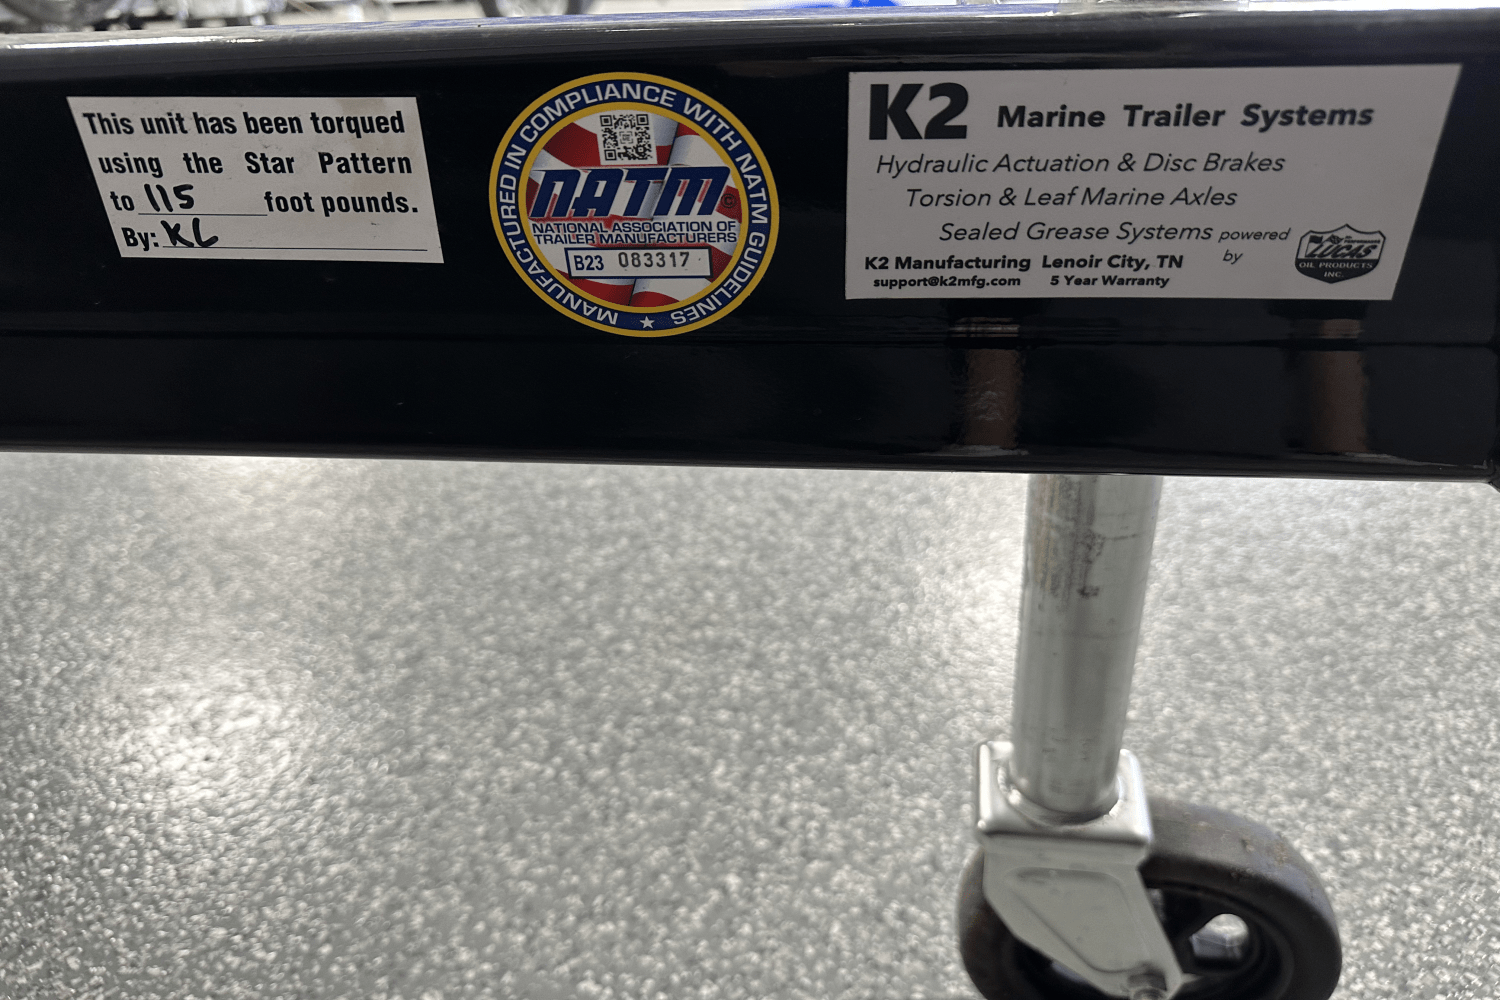 This unit has been torqued
using the Star Pattern
to 115 foot pounds.
By: KL
MANUFACTURED IN COMPLIANCE WITH NATM GUIDELINES
NATM©
NATIONAL ASSOCIATION OF
TRAILER MANUFACTURERS
B23 083317
K2 Marine Trailer Systems
Hydraulic Actuation & Disc Brakes
Torsion & Leaf Marine Axles
Sealed Grease Systems powered
by
LUCAS
OIL PRODUCTS
INC.
K2 Manufacturing Lenoir City, TN
support@k2mfg.com 5 Year Warranty